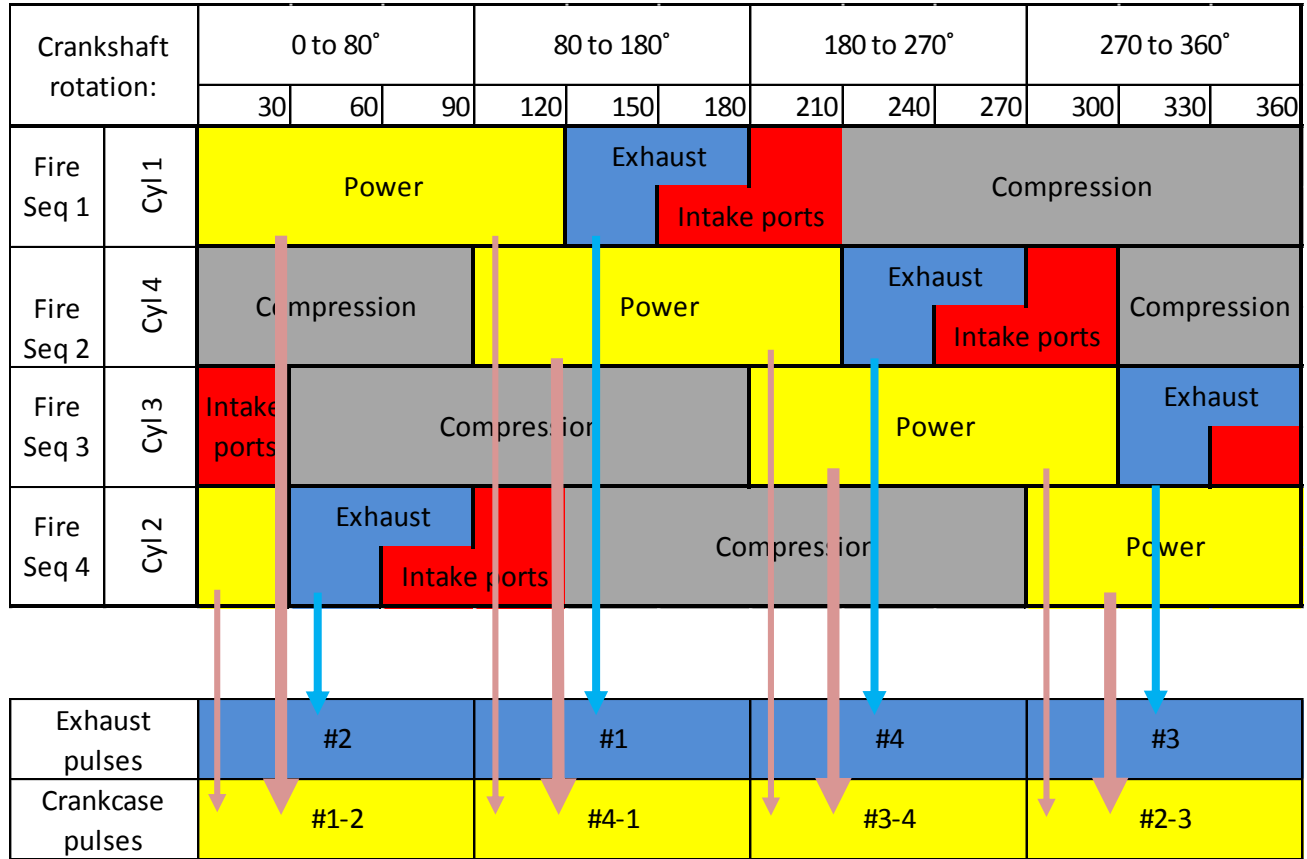 Crankshaft
rotation:
0 to 80˚
80 to 180˚
180 to 270˚
270 to 360˚
30 60 90 120 150 180 210 240 270 300 330 360
Fire
Seq 1
Cyl 1
Power
Exhaust
Intake ports
Compression
Fire
Seq 2
Cyl 4
Compression
Power
Exhaust
Intake ports
Compression
Fire
Seq 3
Cyl 3
Intake
ports
Compression
Power
Exhaust
Fire
Seq 4
Cyl 2
Exhaust
Intake ports
Compression
Power
Exhaust
pulses
#2
#1
#4
#3
Crankcase
pulses
#1-2
#4-1
#3-4
#2-3